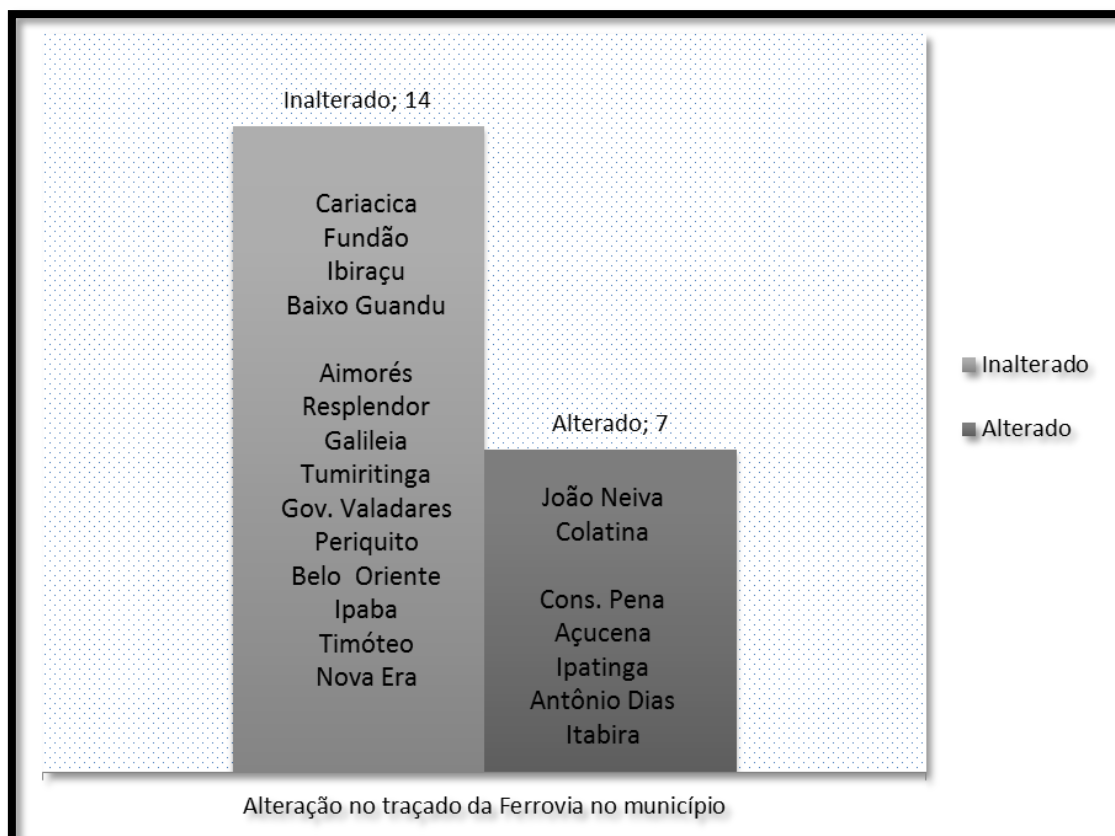 Inalterado; 14
Cariacica
Fundão
Ibiraçu
Baixo Guandu
Aimorés
Resplendor
Galileia
Tumiritinga
Gov. Valadares
Periquito
Belo Oriente
Ipaba
Timóteo
Nova Era
Alterado; 7
João Neiva
Colatina
Cons. Pena
Açucena
Ipatinga
Antônio Dias
Itabira
Inalterado
Alterado
Alteração no traçado da Ferrovia no município